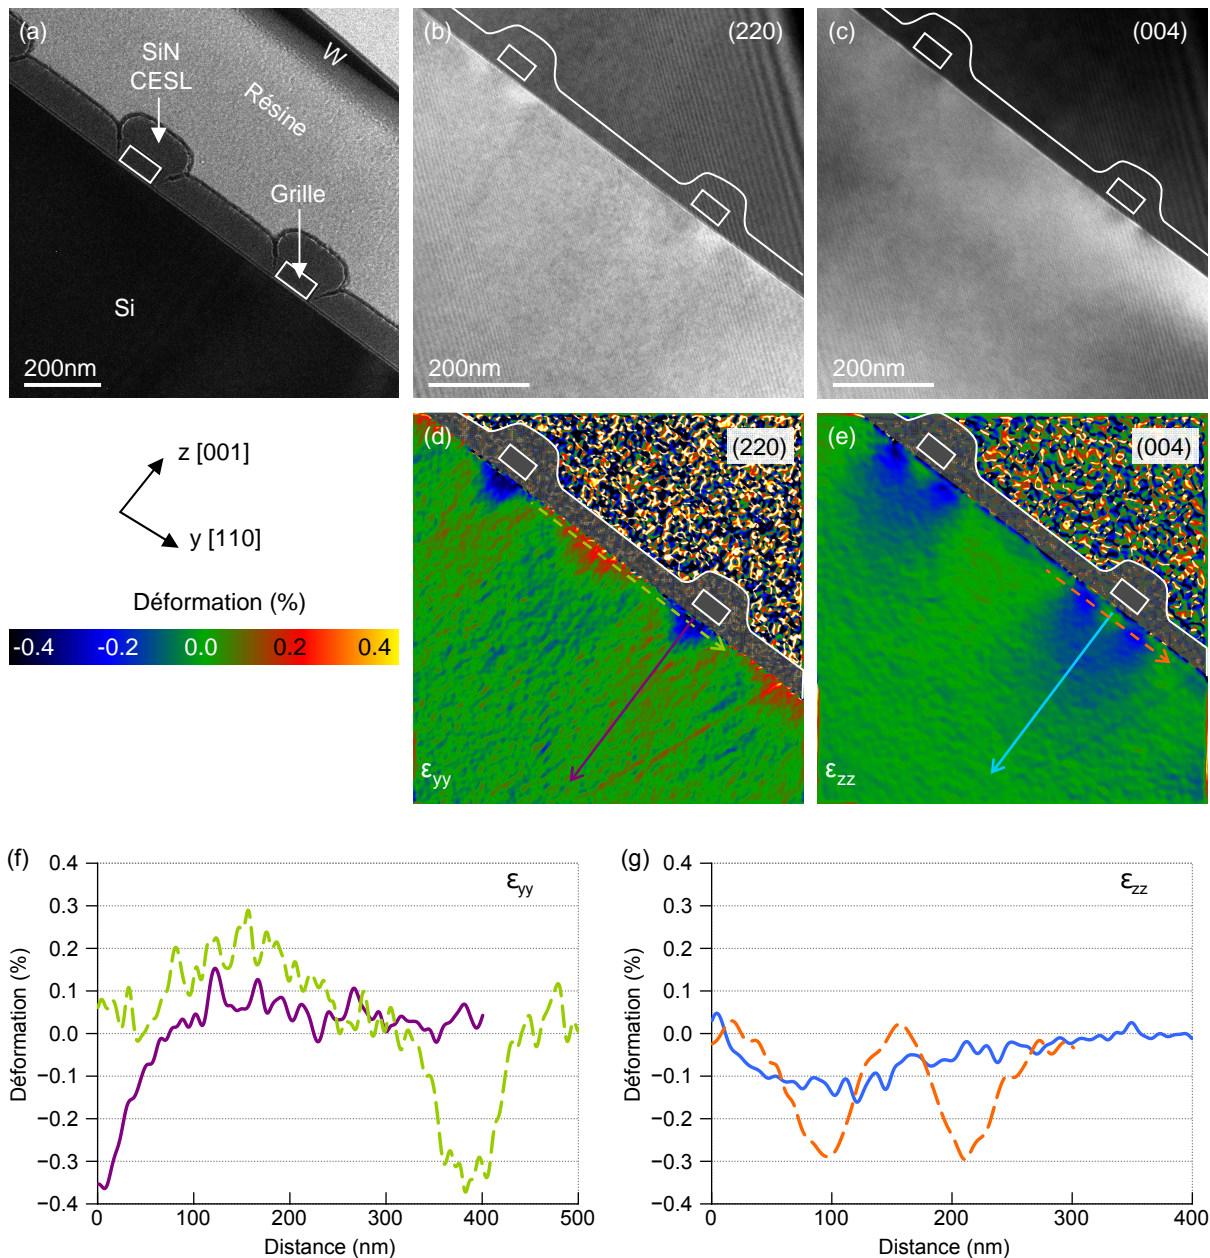 (a)
SiN
CESL
W
Résine
Grille
Si
200nm
(b)
(220)
200nm
(c)
(004)
200nm
z [001]
y [110]
Déformation (%)
-0.4 -0.2 0.0 0.2 0.4
(d)
(220)
εyy
(e)
(004)
εzz
(f)
εyy
Déformation (%)
0.4
0.3
0.2
0.1
0.0
−0.1
−0.2
−0.3
−0.4
0 100 200 300 400 500
Distance (nm)
(g)
εzz
Déformation (%)
0.4
0.3
0.2
0.1
0.0
−0.1
−0.2
−0.3
−0.4
0 100 200 300 400
Distance (nm)